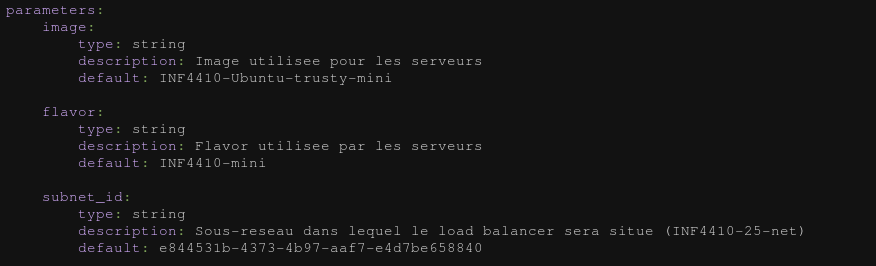 parameters:
    image:
        type: string
        description: Image utilisee pour les serveurs
        default: INF4410-Ubuntu-trusty-mini

    flavor:
        type: string
        description: Flavor utilisee par les serveurs
        default: INF4410-mini

    subnet_id:
        type: string
        description: Sous-reseau dans lequel le load balancer sera situe (INF4410-25-net)
        default: e844531b-4373-4b97-aaf7-e4d7be658840